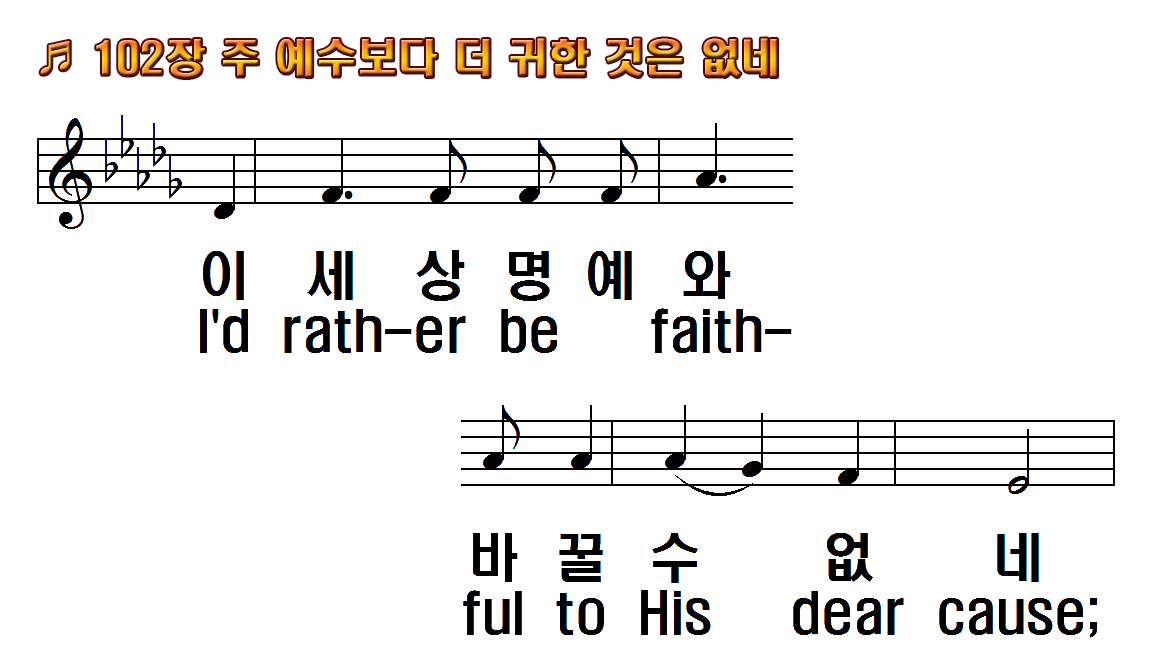 102장 주 예수보다 더 귀한 것은 없네
이 세 상 명 예 와
I'd rath-er be faith-
바 꿀 수 없 네
ful to His dear cause;